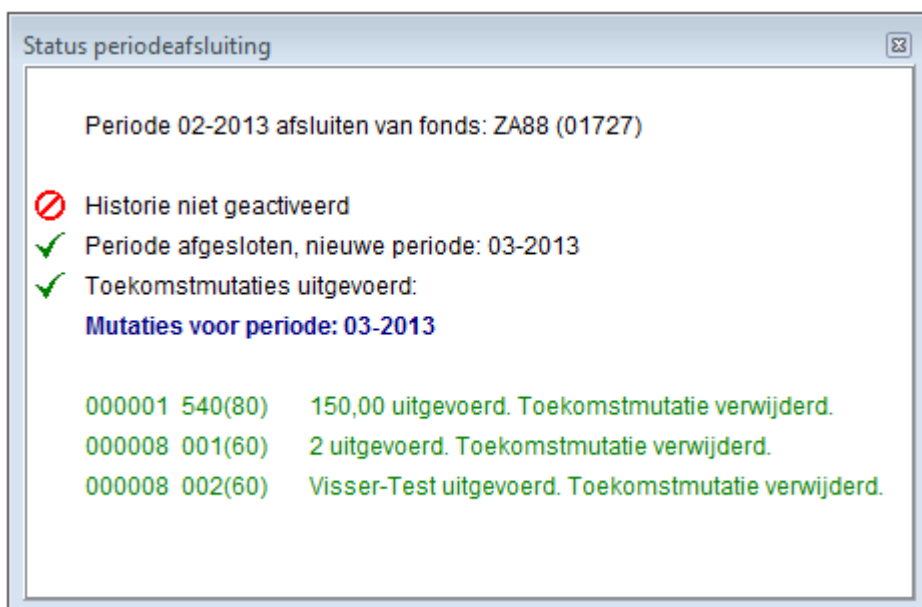 Status periodeafsluiting
Periode 02-2013 afsluiten van fonds: ZA88 (01727)
Historie niet geactiveerd
Periode afgesloten, nieuwe periode: 03-2013
Toekomstmutaties uitgevoerd:
Mutaties voor periode: 03-2013
000001 540(80) 150,00 uitgevoerd. Toekomstmutatie verwijderd.
000008 001(60) 2 uitgevoerd. Toekomstmutatie verwijderd.
000008 002(60) Visser-Test uitgevoerd. Toekomstmutatie verwijderd.